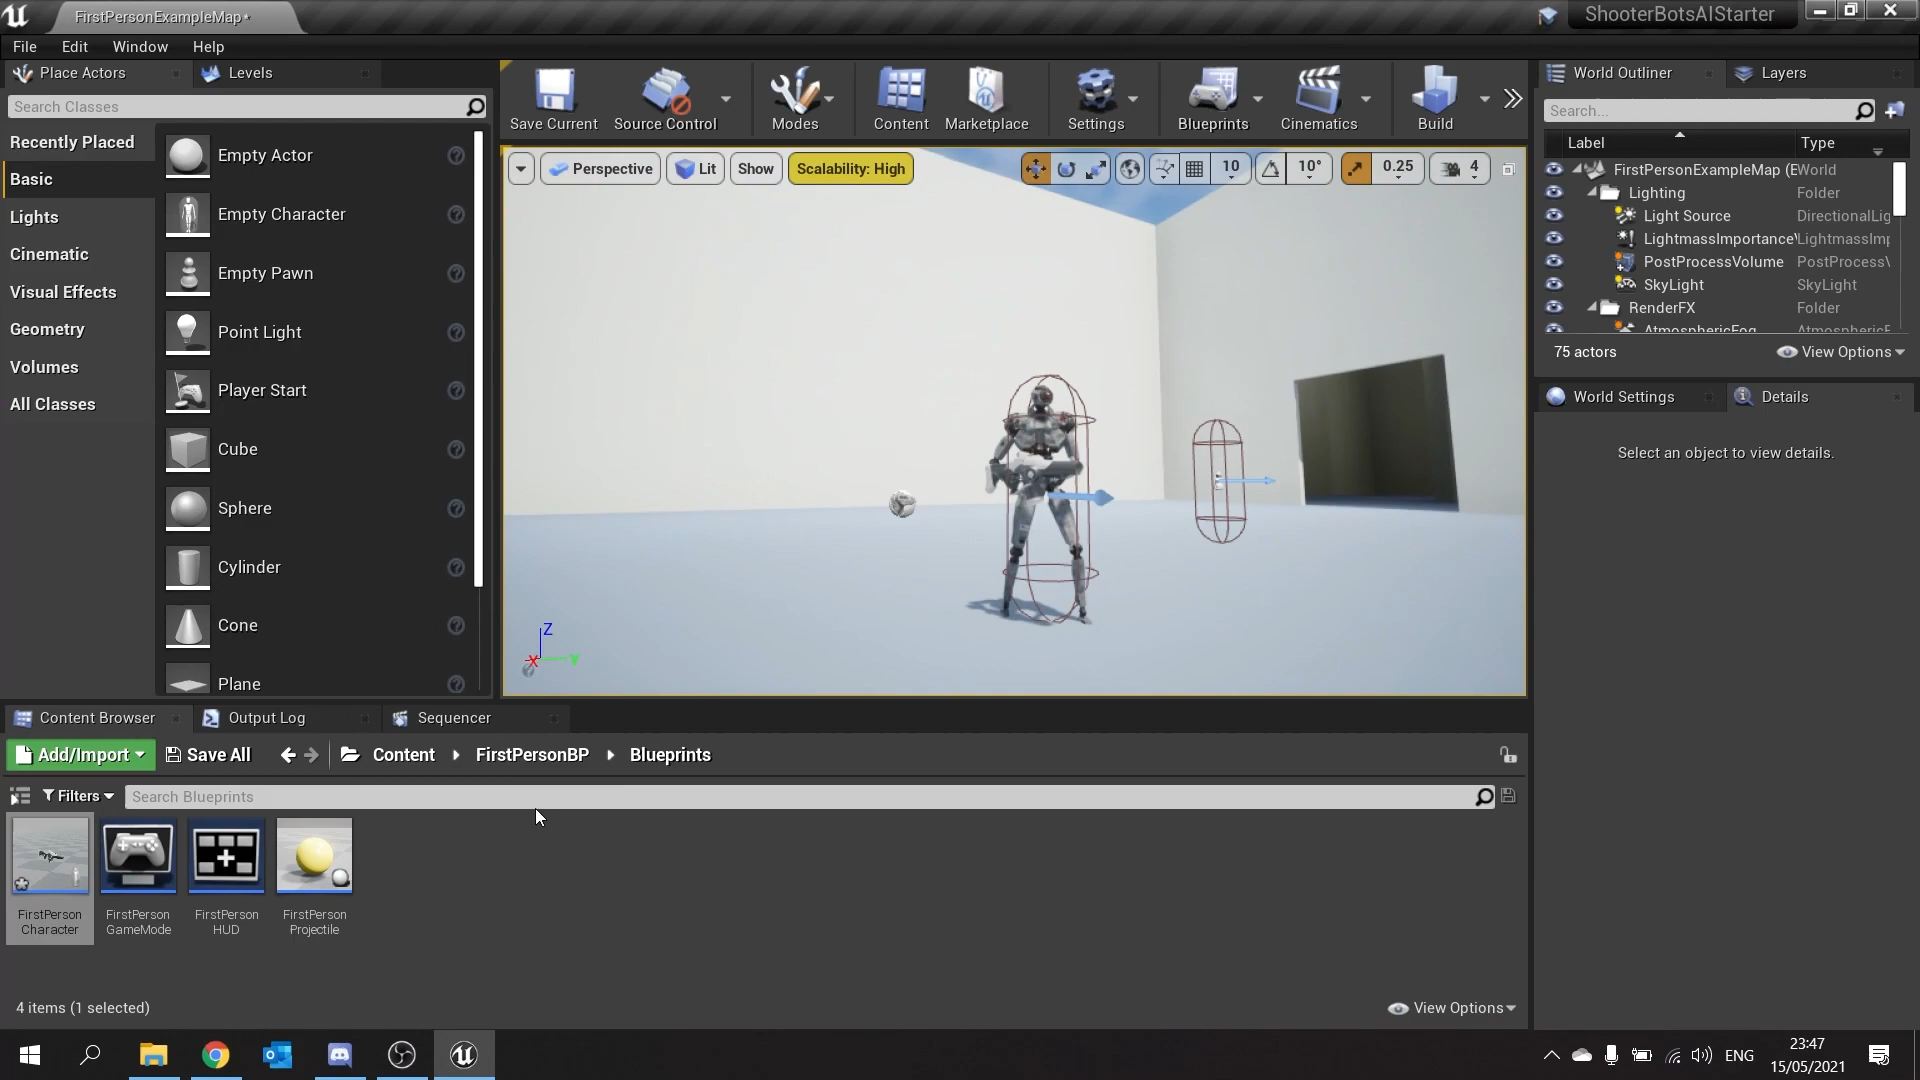 FirstPersonExampleMap*
ShooterBotsAIStarter
File Edit Window Help
Place Actors
Levels
Search Classes
Recently Placed
Basic
Lights
Cinematic
Visual Effects
Geometry
Volumes
All Classes
Empty Actor
Empty Character
Empty Pawn
Point Light
Player Start
Cube
Sphere
Cylinder
Cone
Plane
Save Current
Source Control
Modes
Content
Marketplace
Settings
Blueprints
Cinematics
Build
Perspective
Lit
Show
Scalability: High
10
10°
0.25
4
Z
X
Y
World Outliner
Layers
Search...
Label Type
FirstPersonExampleMap (E World
Lighting Folder
Light Source DirectionalLig
LightmassImportance LightmassImp
PostProcessVolume PostProcessV
SkyLight SkyLight
RenderFX Folder
AtmosphericFog AtmosphericF
75 actors
View Options
World Settings
Details
Select an object to view details.
Content Browser
Output Log
Sequencer
Add/Import
Save All
Content
FirstPersonBP
Blueprints
Filters
Search Blueprints
FirstPerson
Character
FirstPerson
GameMode
FirstPerson
HUD
FirstPerson
Projectile
4 items (1 selected)
View Options
ENG
23:47
15/05/2021